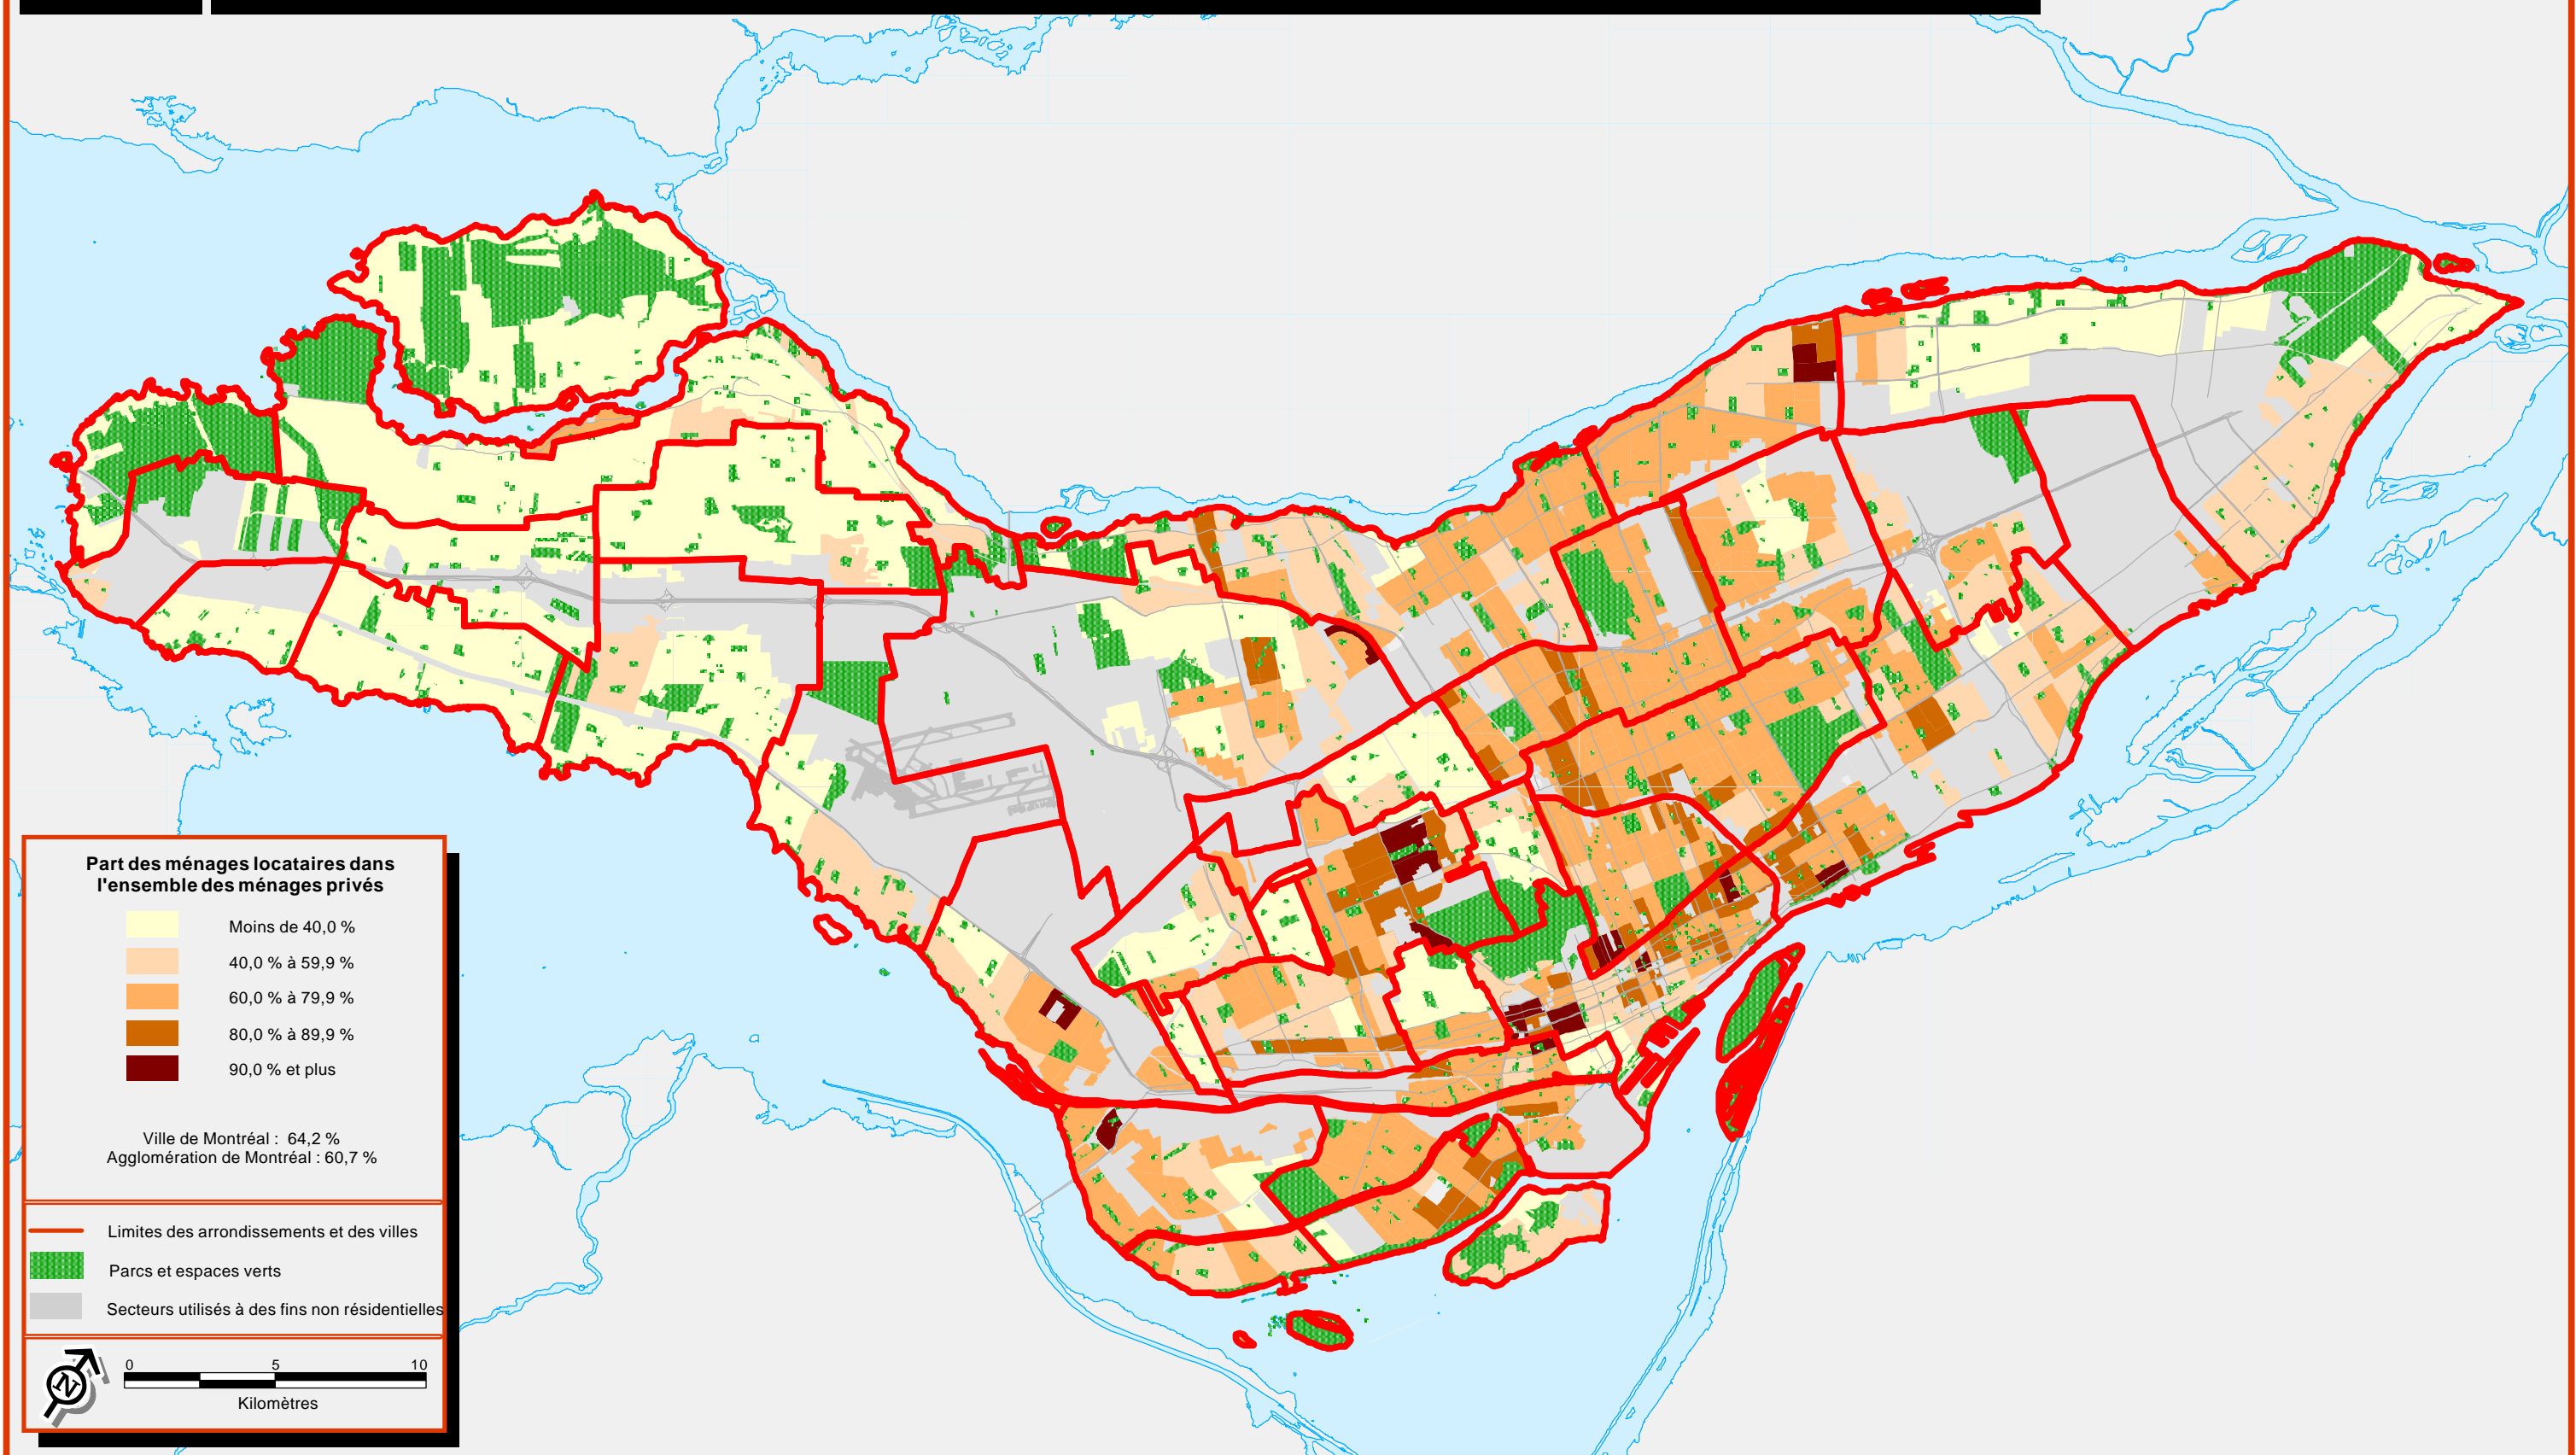 Part des ménages locataires dans
l'ensemble des ménages privés
Moins de 40,0 %
40,0 % à 59,9 %
60,0 % à 79,9 %
80,0 % à 89,9 %
90,0 % et plus
Ville de Montréal : 64,2 %
Agglomération de Montréal : 60,7 %
Limites des arrondissements et des villes
Parcs et espaces verts
Secteurs utilisés à des fins non résidentielles
N
0 5 10
Kilomètres